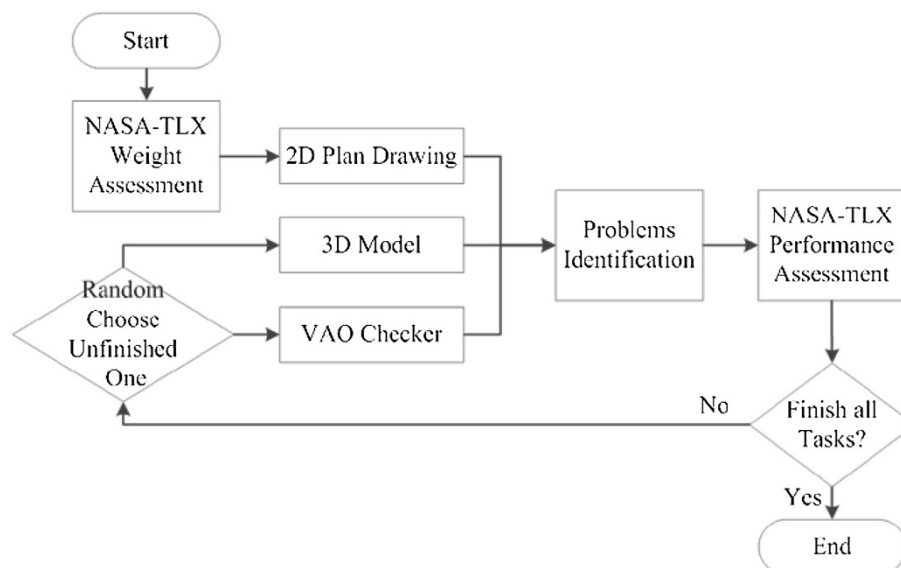 Start
NASA-TLX
Weight
Assessment
2D Plan Drawing
3D Model
VAO Checker
Random
Choose
Unfinished
One
Problems
Identification
NASA-TLX
Performance
Assessment
Finish all
Tasks?
No
Yes
End